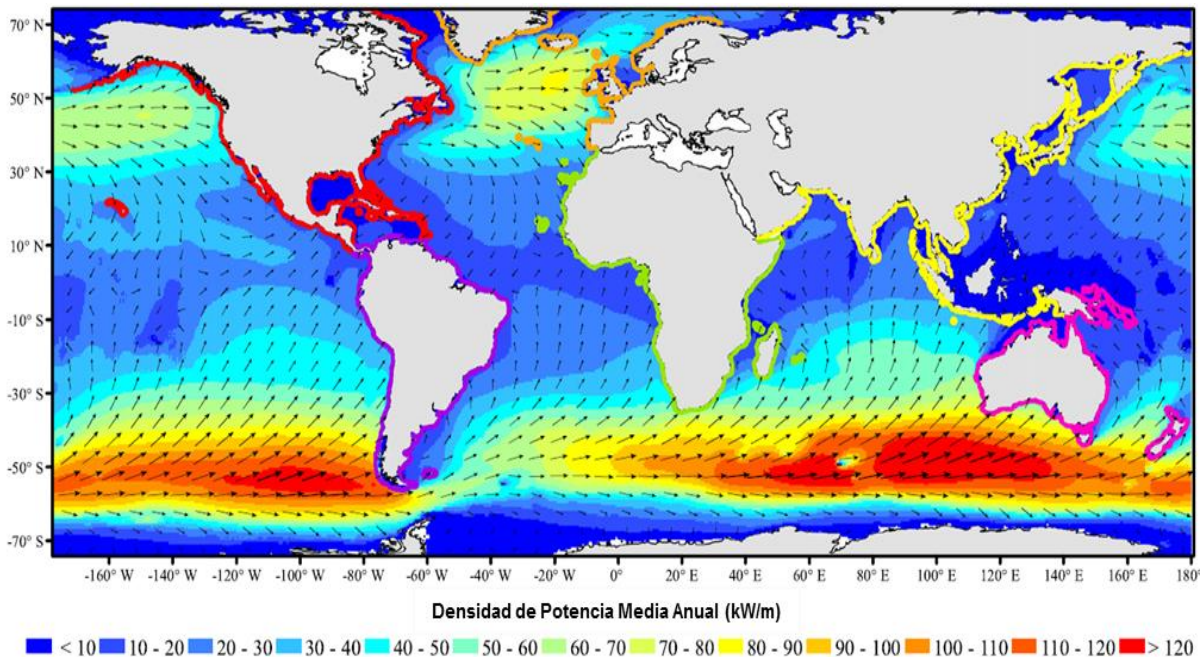 70° N
50° N
30° N
10° N
-10° S
-30° S
-50° S
-70° S
-160° W -140° W -120° W -100° W -80° W -60° W -40° W -20° W 0° 20° E 40° E 60° E 80° E 100° E 120° E 140° E 160° E 180°
Densidad de Potencia Media Anual (kW/m)
< 10 10 - 20 20 - 30 30 - 40 40 - 50 50 - 60 60 - 70 70 - 80 80 - 90 90 - 100 100 - 110 110 - 120 > 120